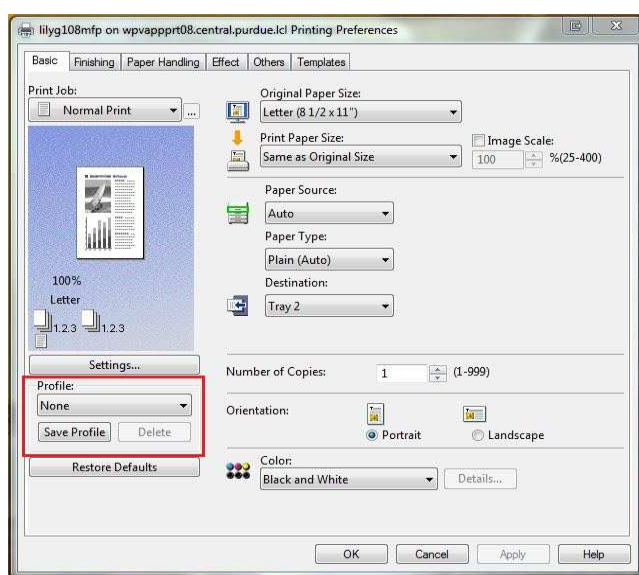 lilyg108mfp on wpvappprt08.central.purdue.lcl Printing Preferences
Basic Finishing Paper Handling Effect Others Templates
Print Job:
Normal Print ...
100%
Letter
1.2.3 1.2.3
Settings...
Profile:
None
Save Profile Delete
Restore Defaults
Original Paper Size:
Letter (8 1/2 x 11")
Print Paper Size:
Same as Original Size
Image Scale:
100 %(25-400)
Paper Source:
Auto
Paper Type:
Plain (Auto)
Destination:
Tray 2
Number of Copies: 1 (1-999)
Orientation:
Portrait Landscape
Color:
Black and White Details...
OK Cancel Apply Help